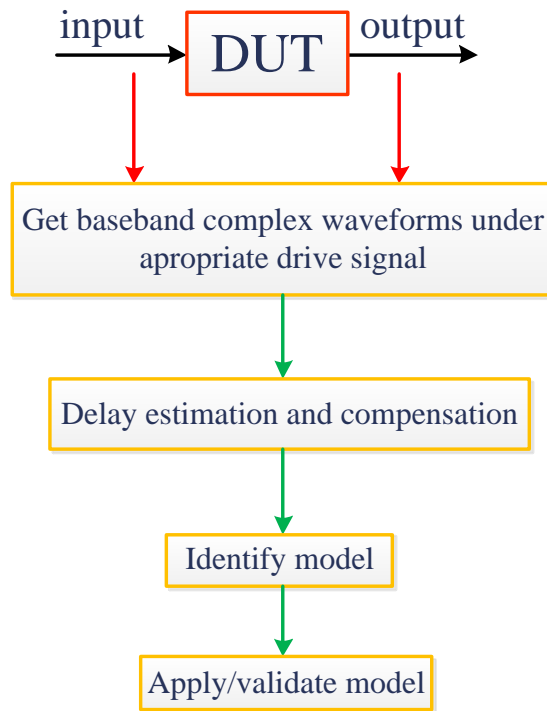 input
DUT
output
Get baseband complex waveforms under
apropriate drive signal
Delay estimation and compensation
Identify model
Apply/validate model